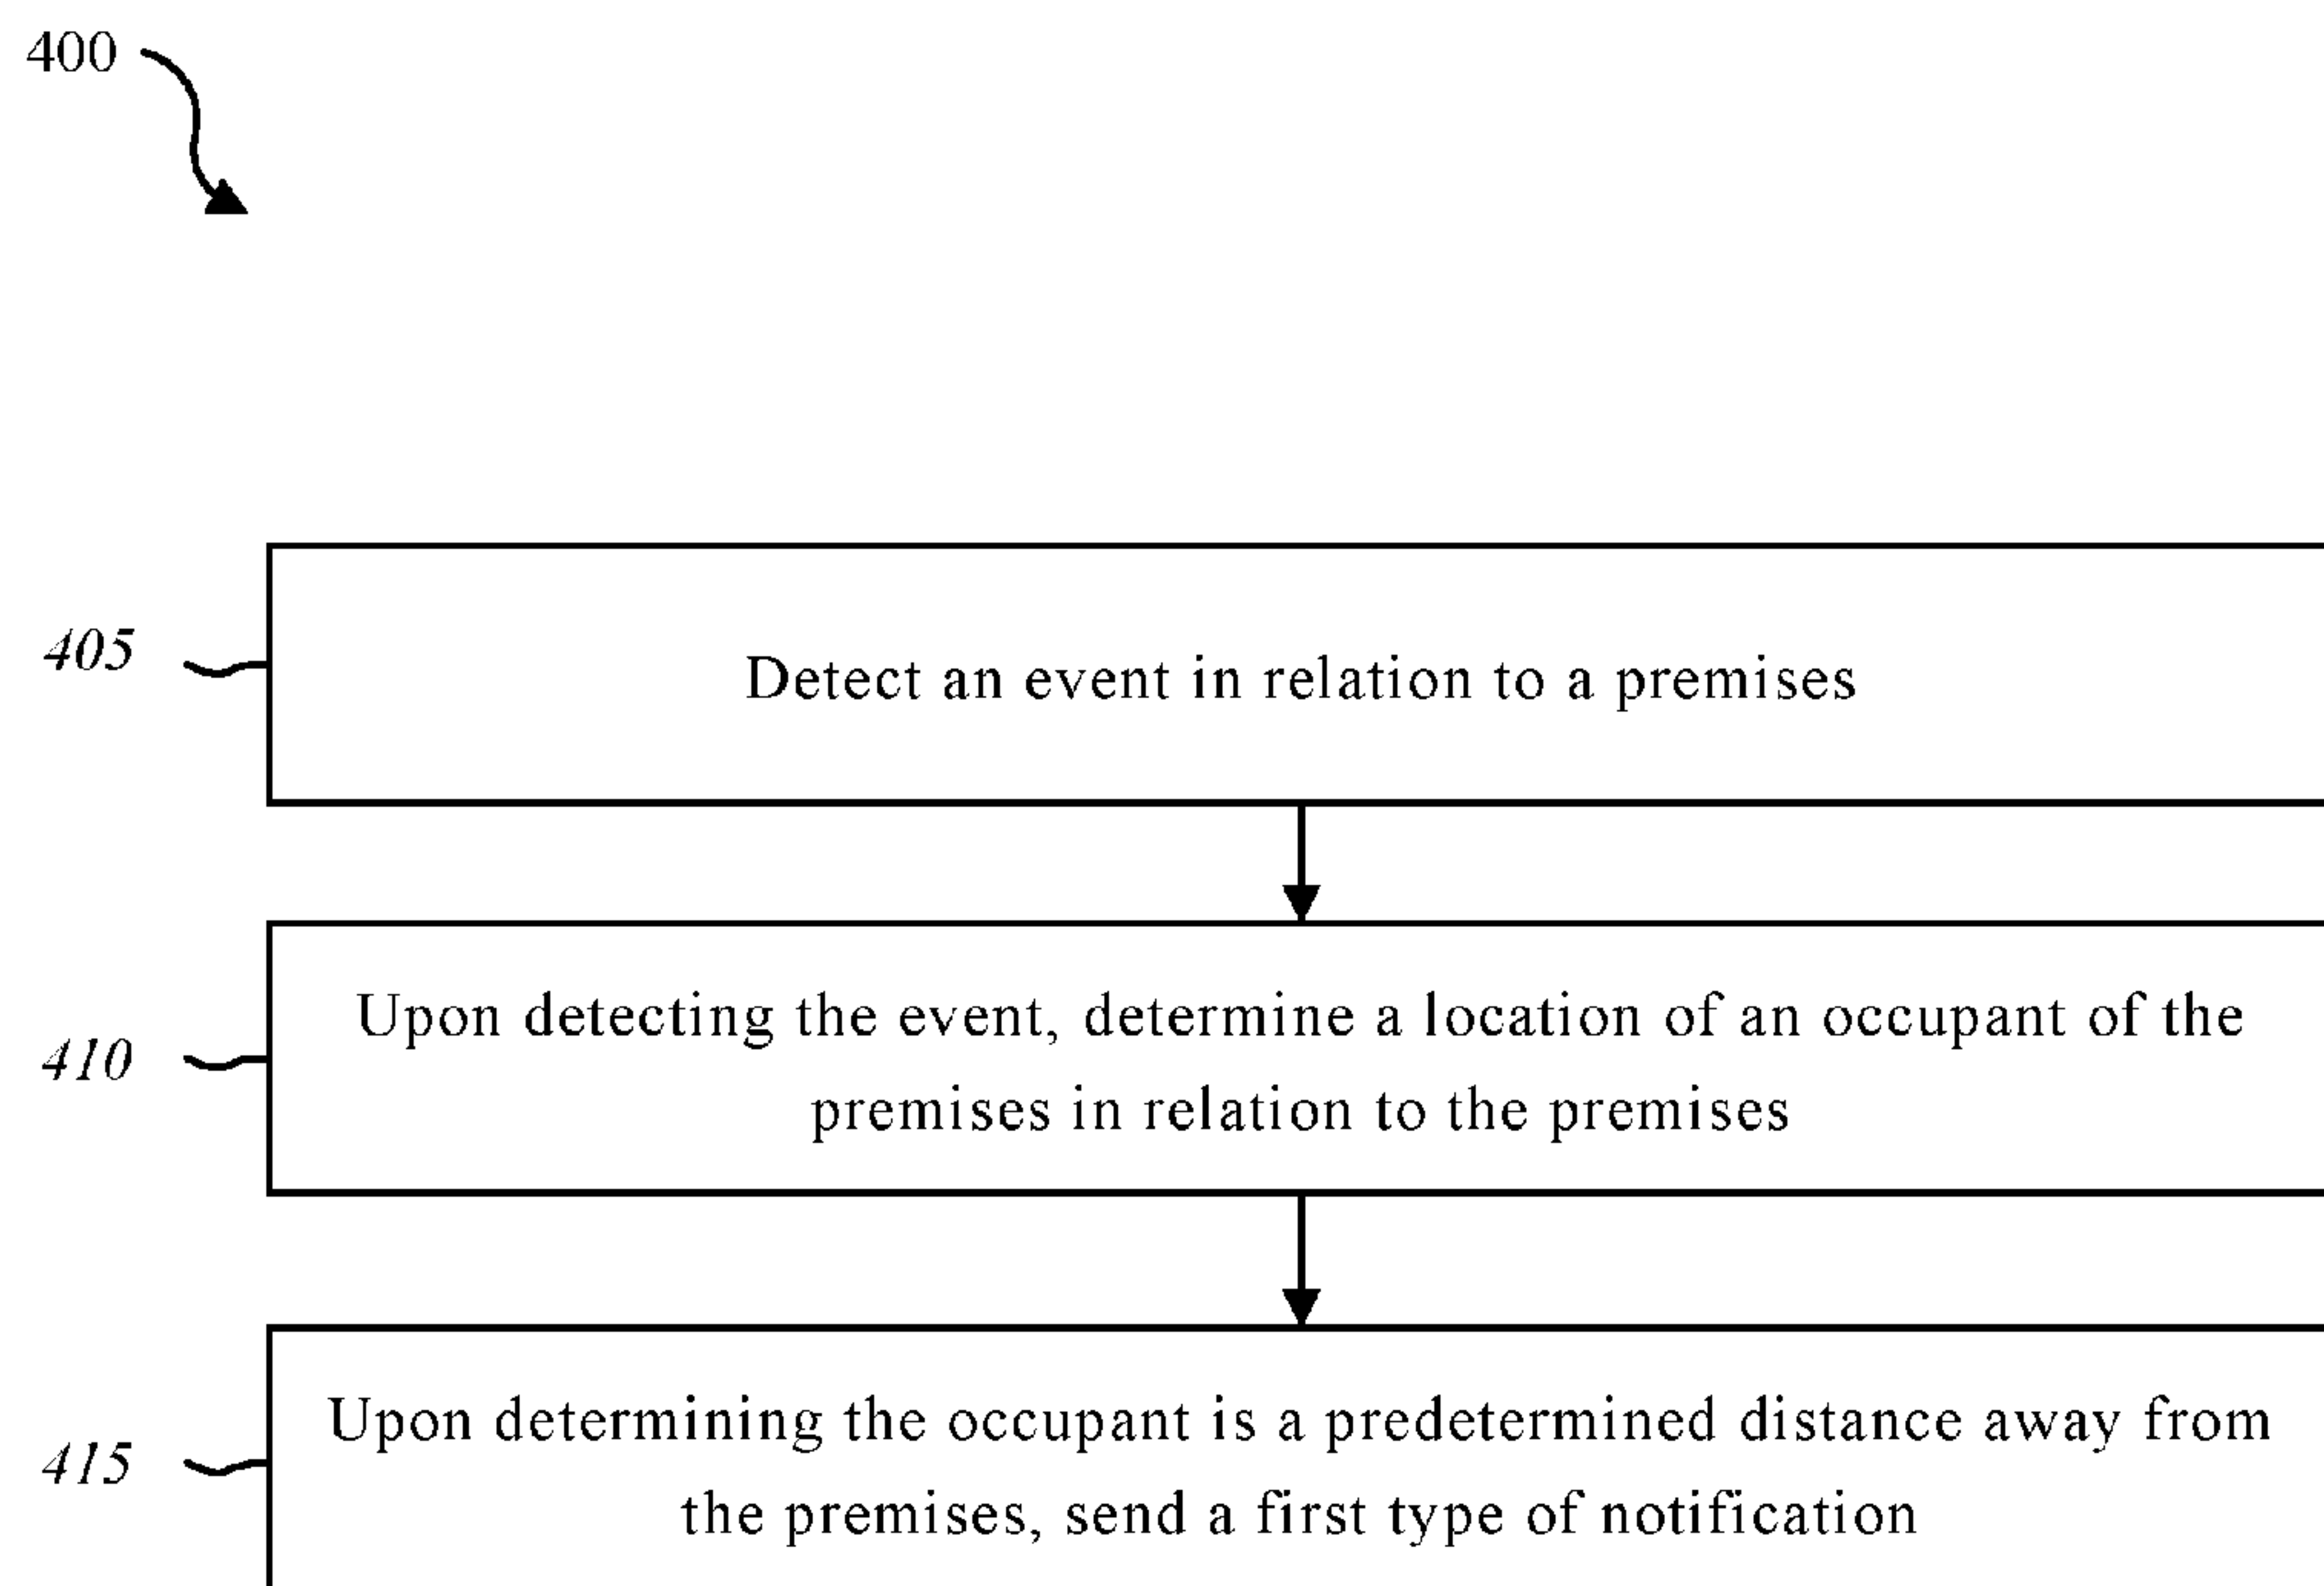 400
405
Detect an event in relation to a premises
410
Upon detecting the event, determine a location of an occupant of the
premises in relation to the premises
415
Upon determining the occupant is a predetermined distance away from
the premises, send a first type of notification